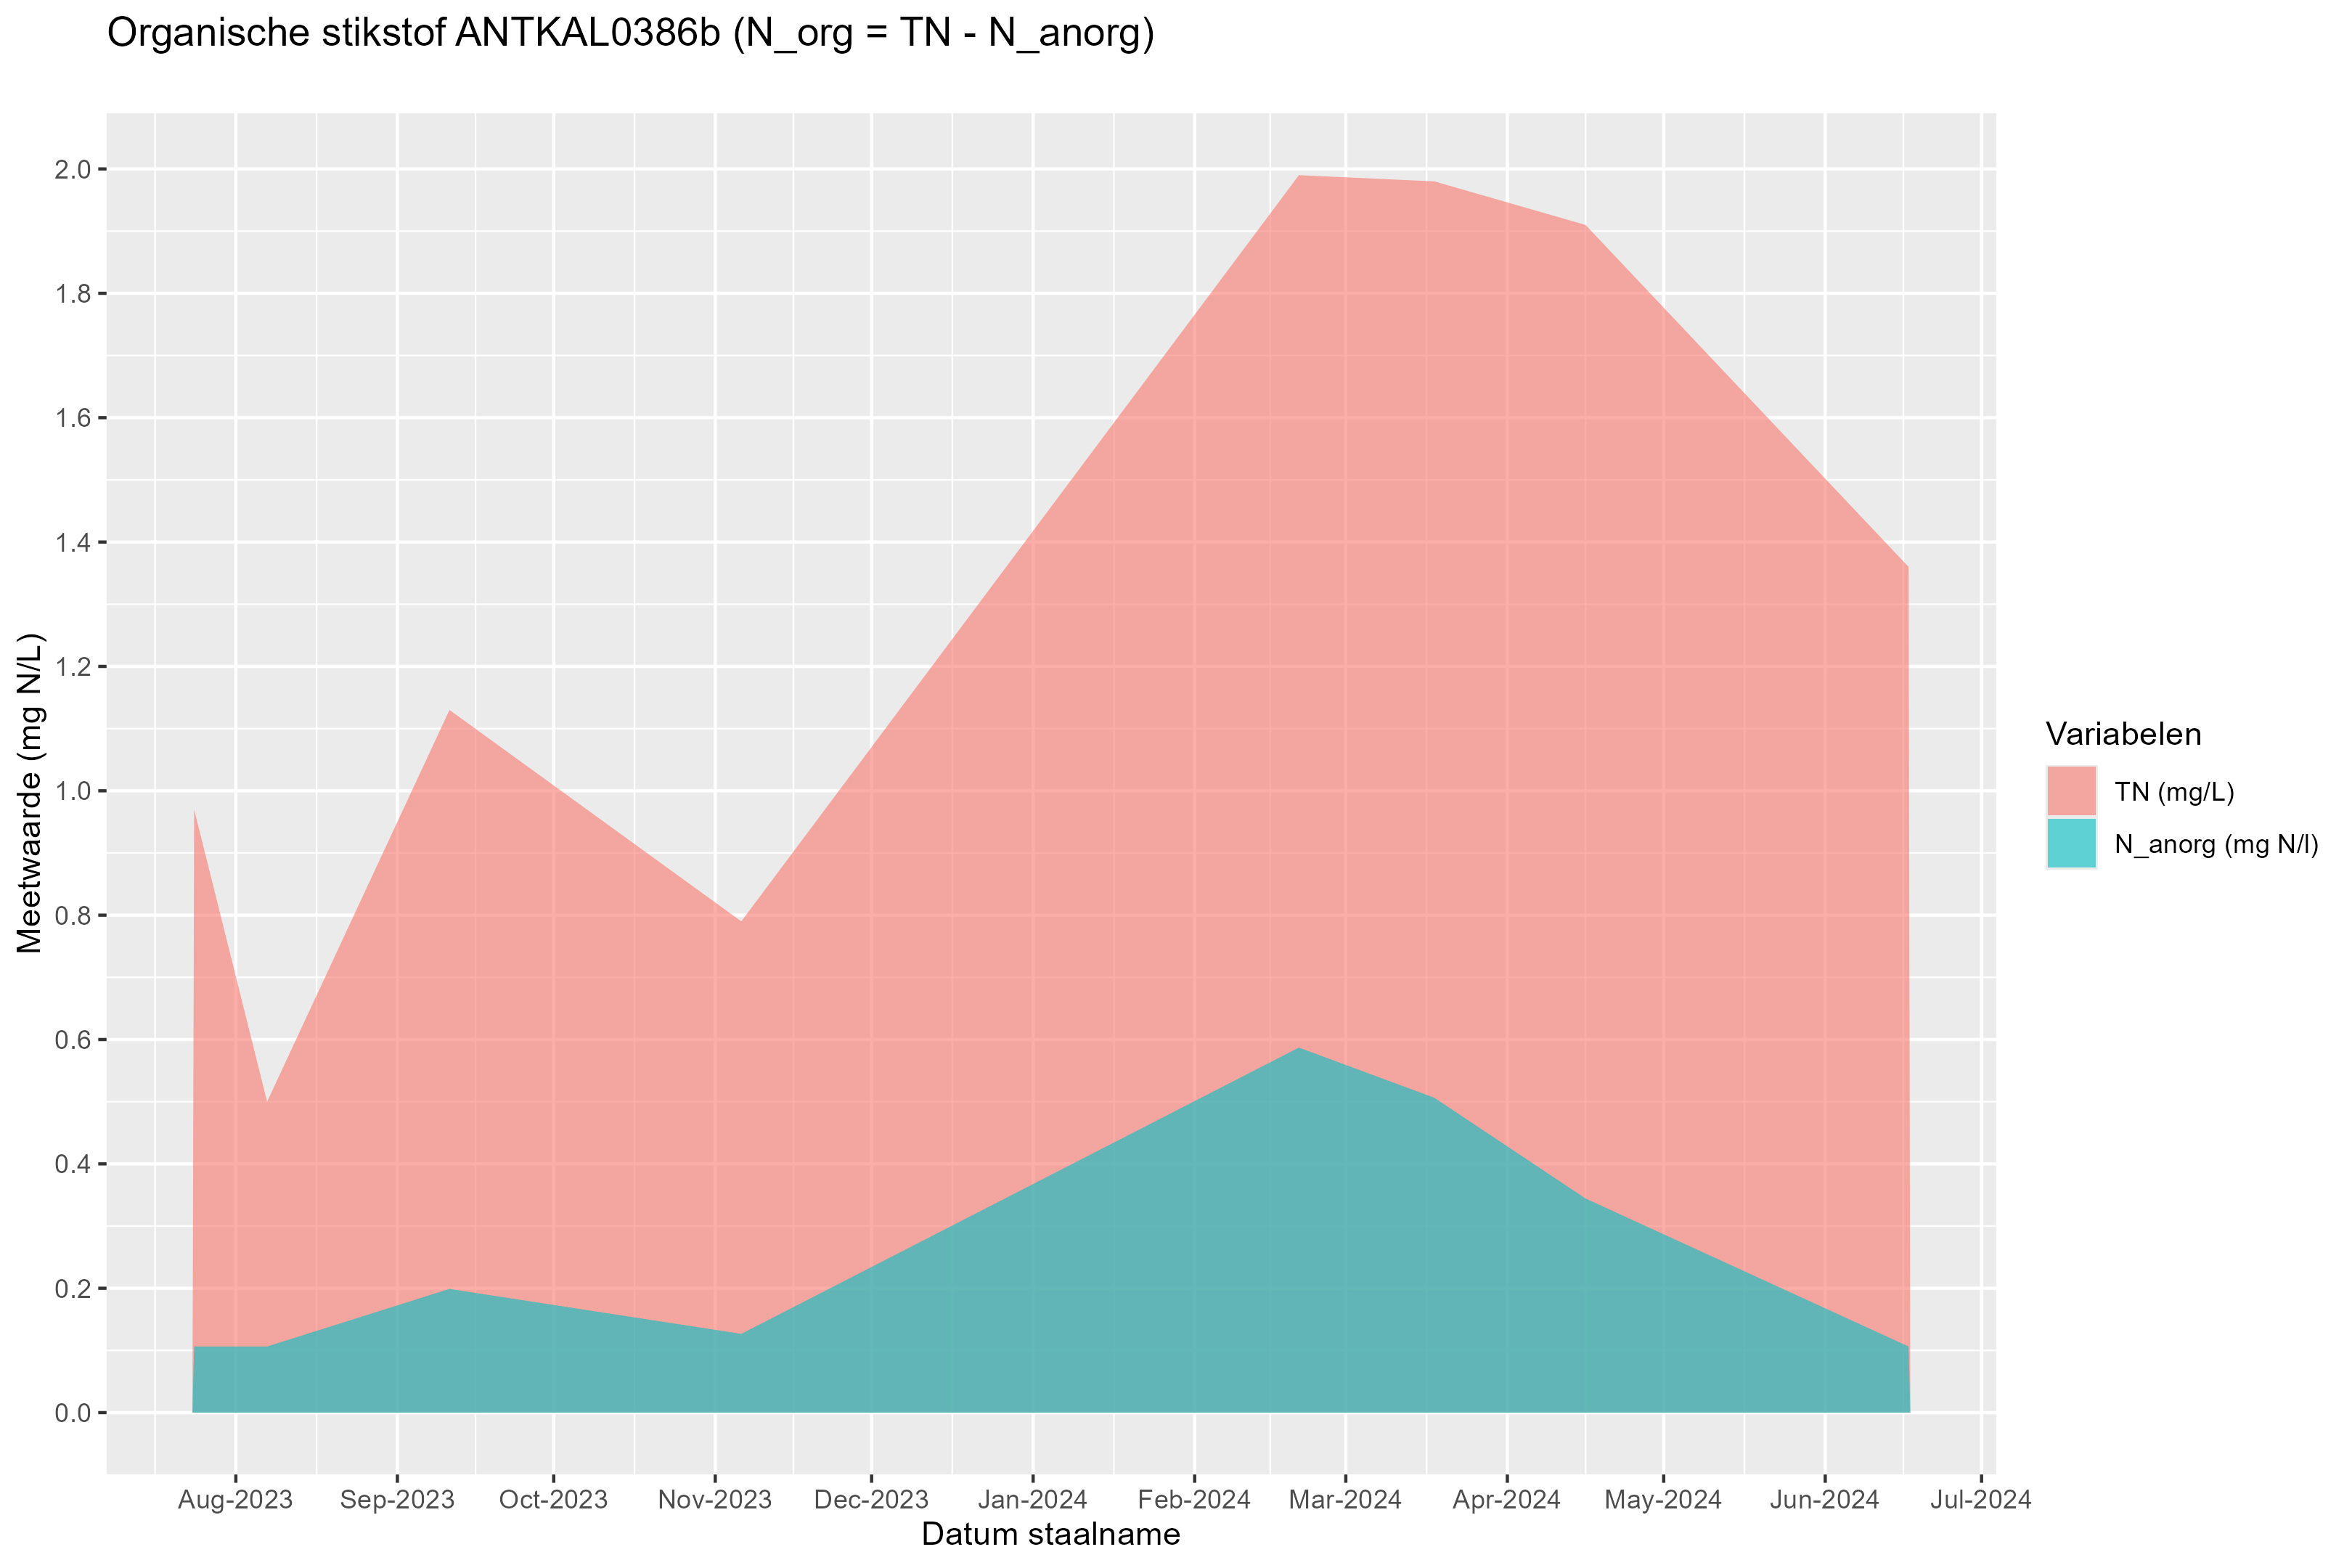 Organische stikstof ANTKAL0386b (N_org = TN - N_anorg)
Meetwaarde (mg N/L)
2.0
1.8
1.6
1.4
1.2
1.0
0.8
0.6
0.4
0.2
0.0
Aug-2023 Sep-2023 Oct-2023 Nov-2023 Dec-2023 Jan-2024 Feb-2024 Mar-2024 Apr-2024 May-2024 Jun-2024 Jul-2024
Datum staalname
Variabelen
TN (mg/L)
N_anorg (mg N/l)